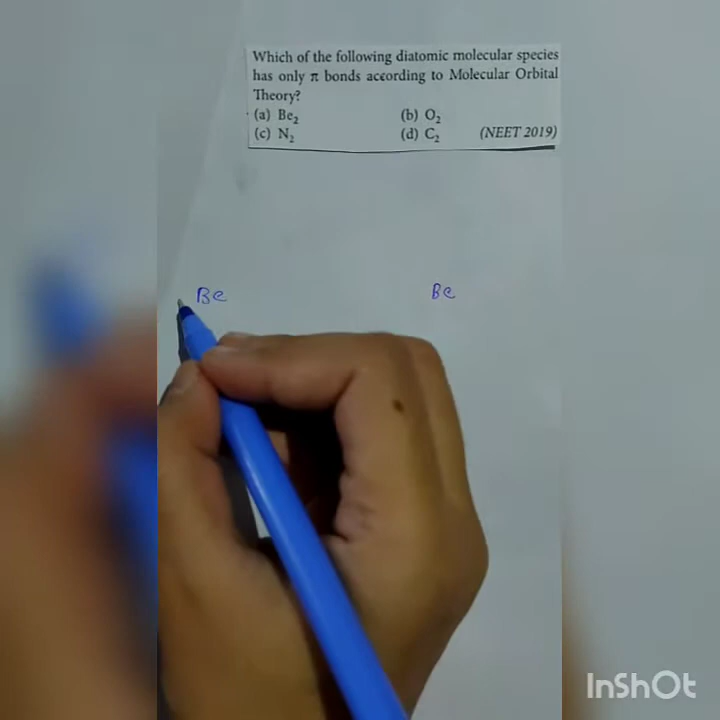 Which of the following diatomic molecular species
has only π bonds according to Molecular Orbital
Theory?
(a) Be₂ (b) O₂
(c) N₂ (d) C₂ (NEET 2019)
Be Be
InShOt